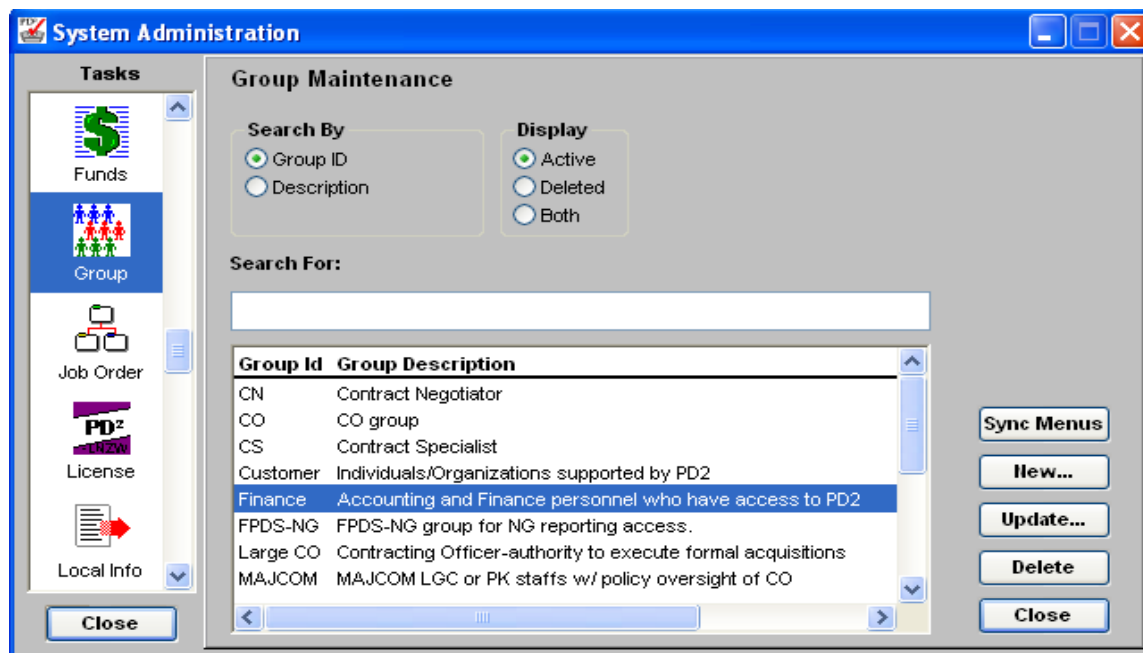 System Administration
Tasks
Funds
Group
Job Order
PD²
License
Local Info
Close
Group Maintenance
Search By
Group ID
Description
Display
Active
Deleted
Both
Search For:
Group Id Group Description
CN Contract Negotiator
CO CO group
CS Contract Specialist
Customer Individuals/Organizations supported by PD2
Finance Accounting and Finance personnel who have access to PD2
FPDS-NG FPDS-NG group for NG reporting access.
Large CO Contracting Officer-authority to execute formal acquisitions
MAJCOM MAJCOM LGC or PK staffs w/ policy oversight of CO
Sync Menus
New...
Update...
Delete
Close